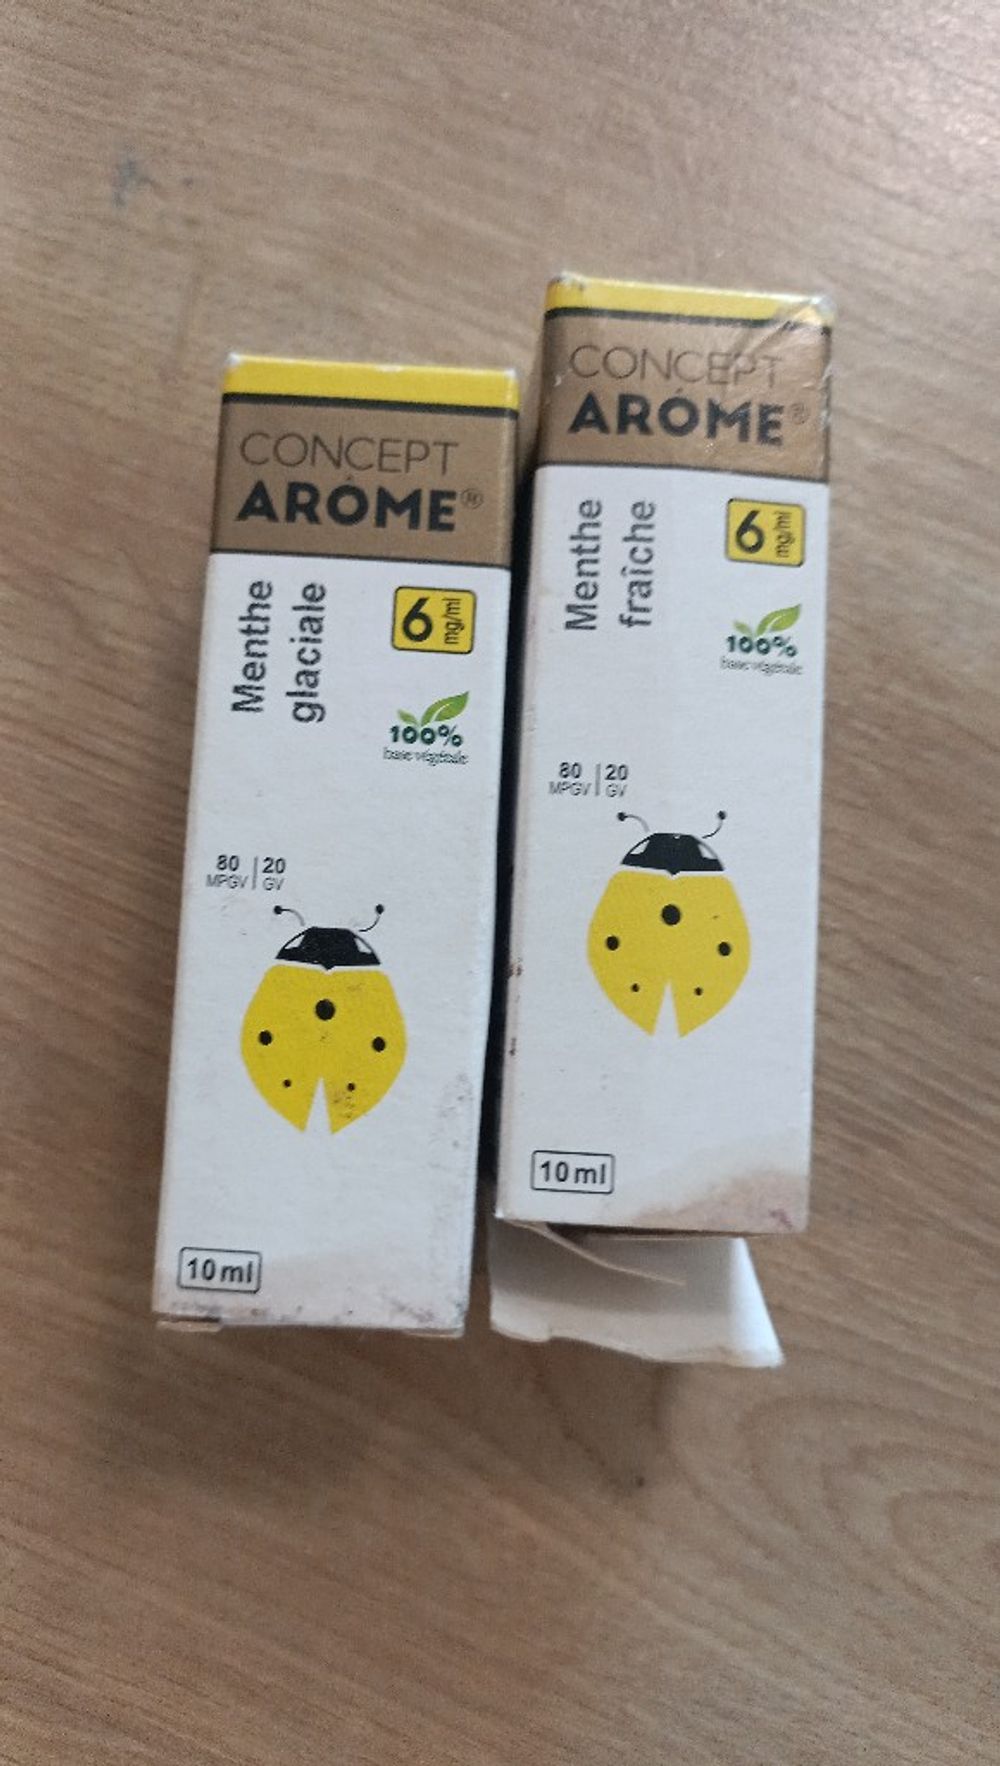 CONCEPT
ARÔME®
Menthe
glaciale
6
mg/ml
100%
base végétale
80 | 20
MPGV | GV
10 ml
CONCEPT
ARÔME®
Menthe
fraîche
6
mg/ml
100%
base végétale
80 | 20
MPGV | GV
10 ml